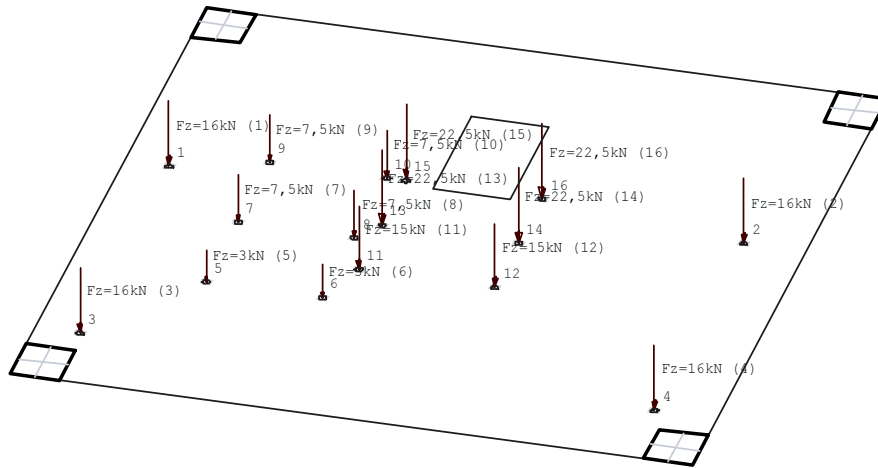 Fz=16kN (1)
1
Fz=7,5kN (9)
9
Fz=22,5kN (15)
15
Fz=7,5kN (10)
10
Fz=22,5kN (16)
16
Fz=22,5kN (13)
13
Fz=7,5kN (7)
7
Fz=22,5kN (14)
14
Fz=16kN (2)
2
Fz=7,5kN (8)
8
Fz=15kN (11)
11
Fz=15kN (12)
12
Fz=3kN (5)
5
Fz=3kN (6)
6
Fz=16kN (3)
3
Fz=16kN (4)
4